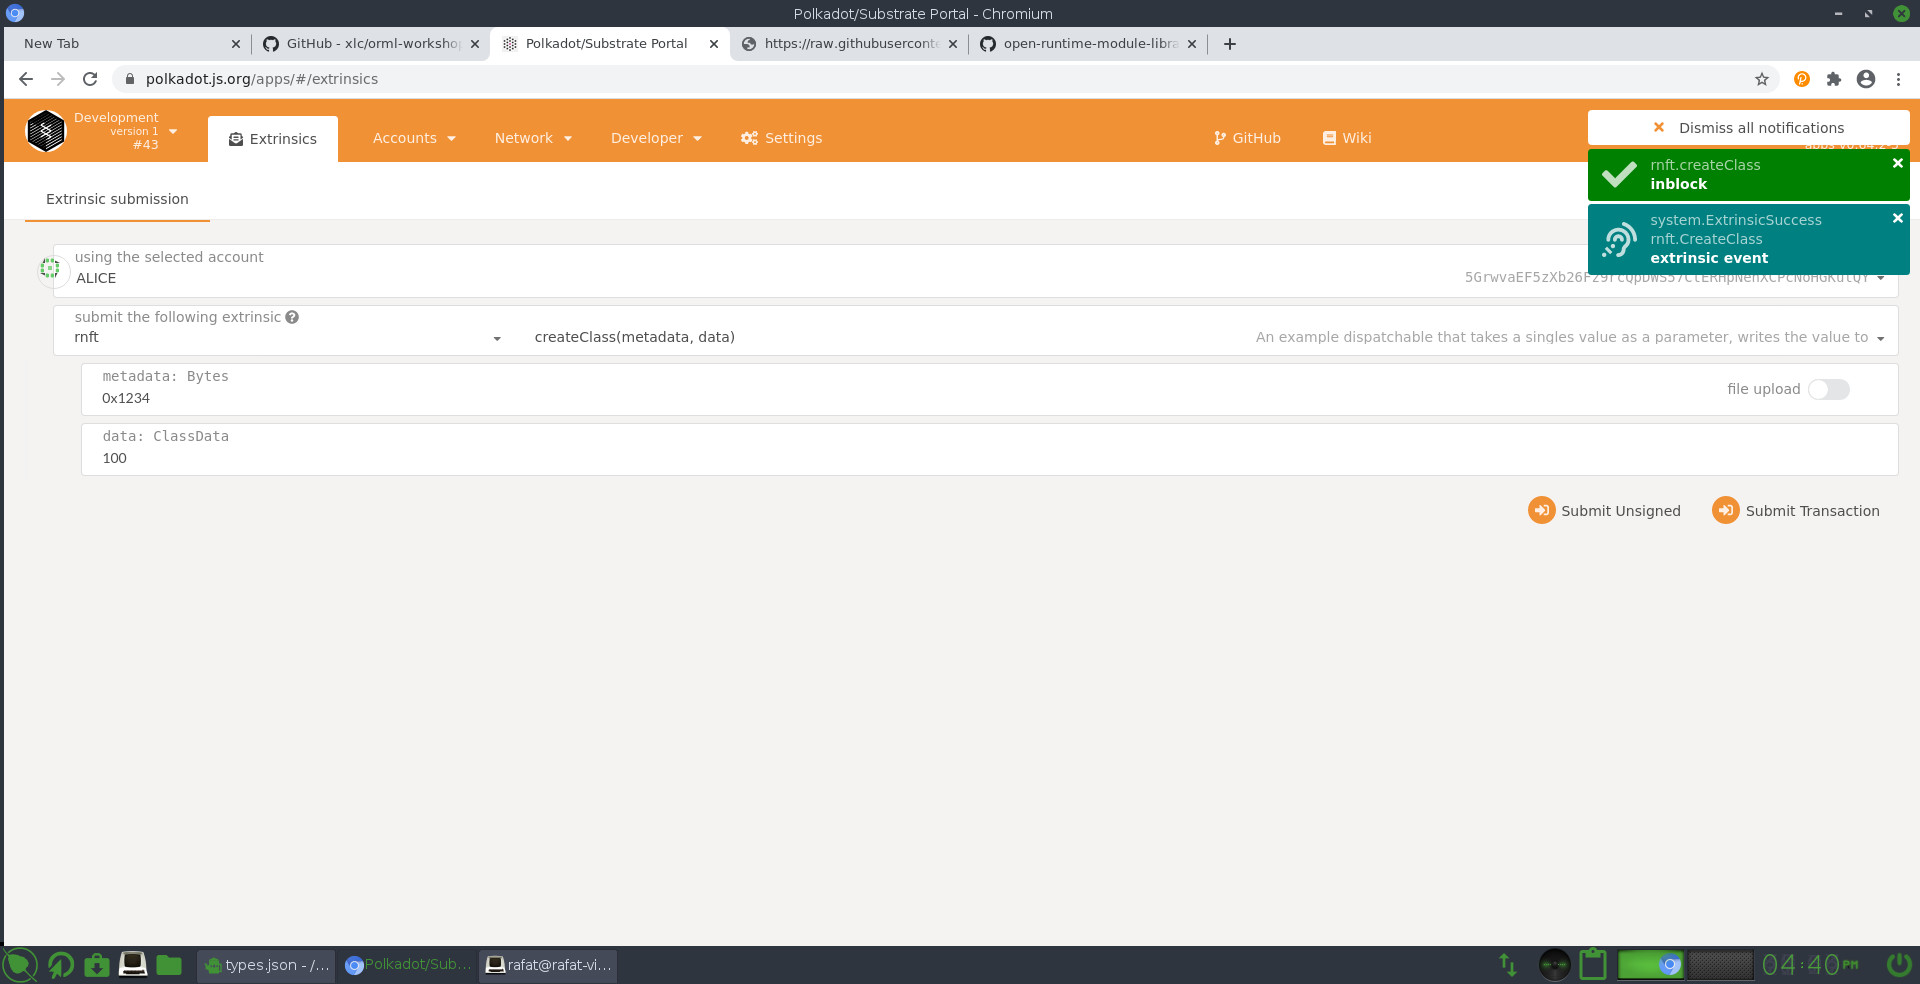 Polkadot/Substrate Portal - Chromium
New Tab
GitHub - xlc/orml-workshop
Polkadot/Substrate Portal
https://raw.githubuserconte
open-runtime-module-libra
polkadot.js.org/apps/#/extrinsics
Development
version 1
#43
Extrinsics
Accounts
Network
Developer
Settings
GitHub
Wiki
Dismiss all notifications
rnft.createClass
inblock
system.ExtrinsicSuccess
rnft.CreateClass
extrinsic event
Extrinsic submission
using the selected account
ALICE
submit the following extrinsic
rnft
createClass(metadata, data)
An example dispatchable that takes a singles value as a parameter, writes the value to
metadata: Bytes
0x1234
file upload
data: ClassData
100
Submit Unsigned
Submit Transaction
types.json - /...
Polkadot/Sub...
rafat@rafat-vi...
04:40 PM